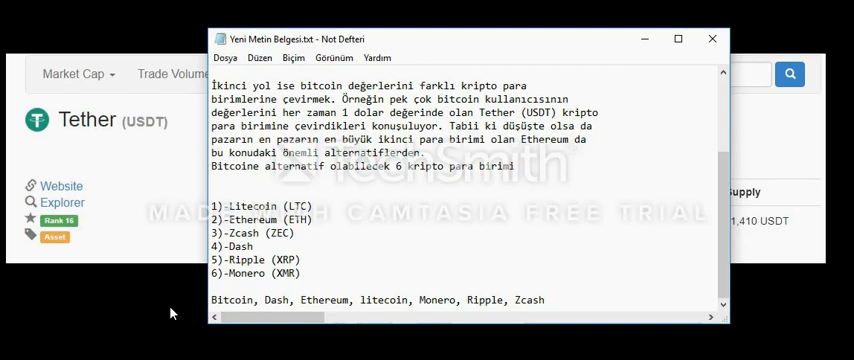 Yeni Metin Belgesi.txt - Not Defteri
Dosya Düzen Biçim Görünüm Yardım
Market Cap Trade Volume
Tether (USDT)
Website
Explorer
Rank 16
Asset
İkinci yol ise bitcoin değerlerini farklı kripto para
birimlerine çevirmek. Örneğin pek çok bitcoin kullanıcısının
değerlerini her zaman 1 dolar değerinde olan Tether (USDT) kripto
para birimine çevirdikleri konuşuluyor. Tabii ki düşüşte olsa da
pazarın en pazarın en büyük ikinci para birimi olan Ethereum da
bu konudaki önemli alternatiflerden.
Bitcoine alternatif olabilecek 6 kripto para birimi
1)-Litecoin (LTC)
2)-Ethereum (ETH)
3)-Zcash (ZEC)
4)-Dash
5)-Ripple (XRP)
6)-Monero (XMR)
Bitcoin, Dash, Ethereum, litecoin, Monero, Ripple, Zcash
Supply
1,410 USDT
TechSmith
MADE WITH CAMTASIA FREE TRIAL